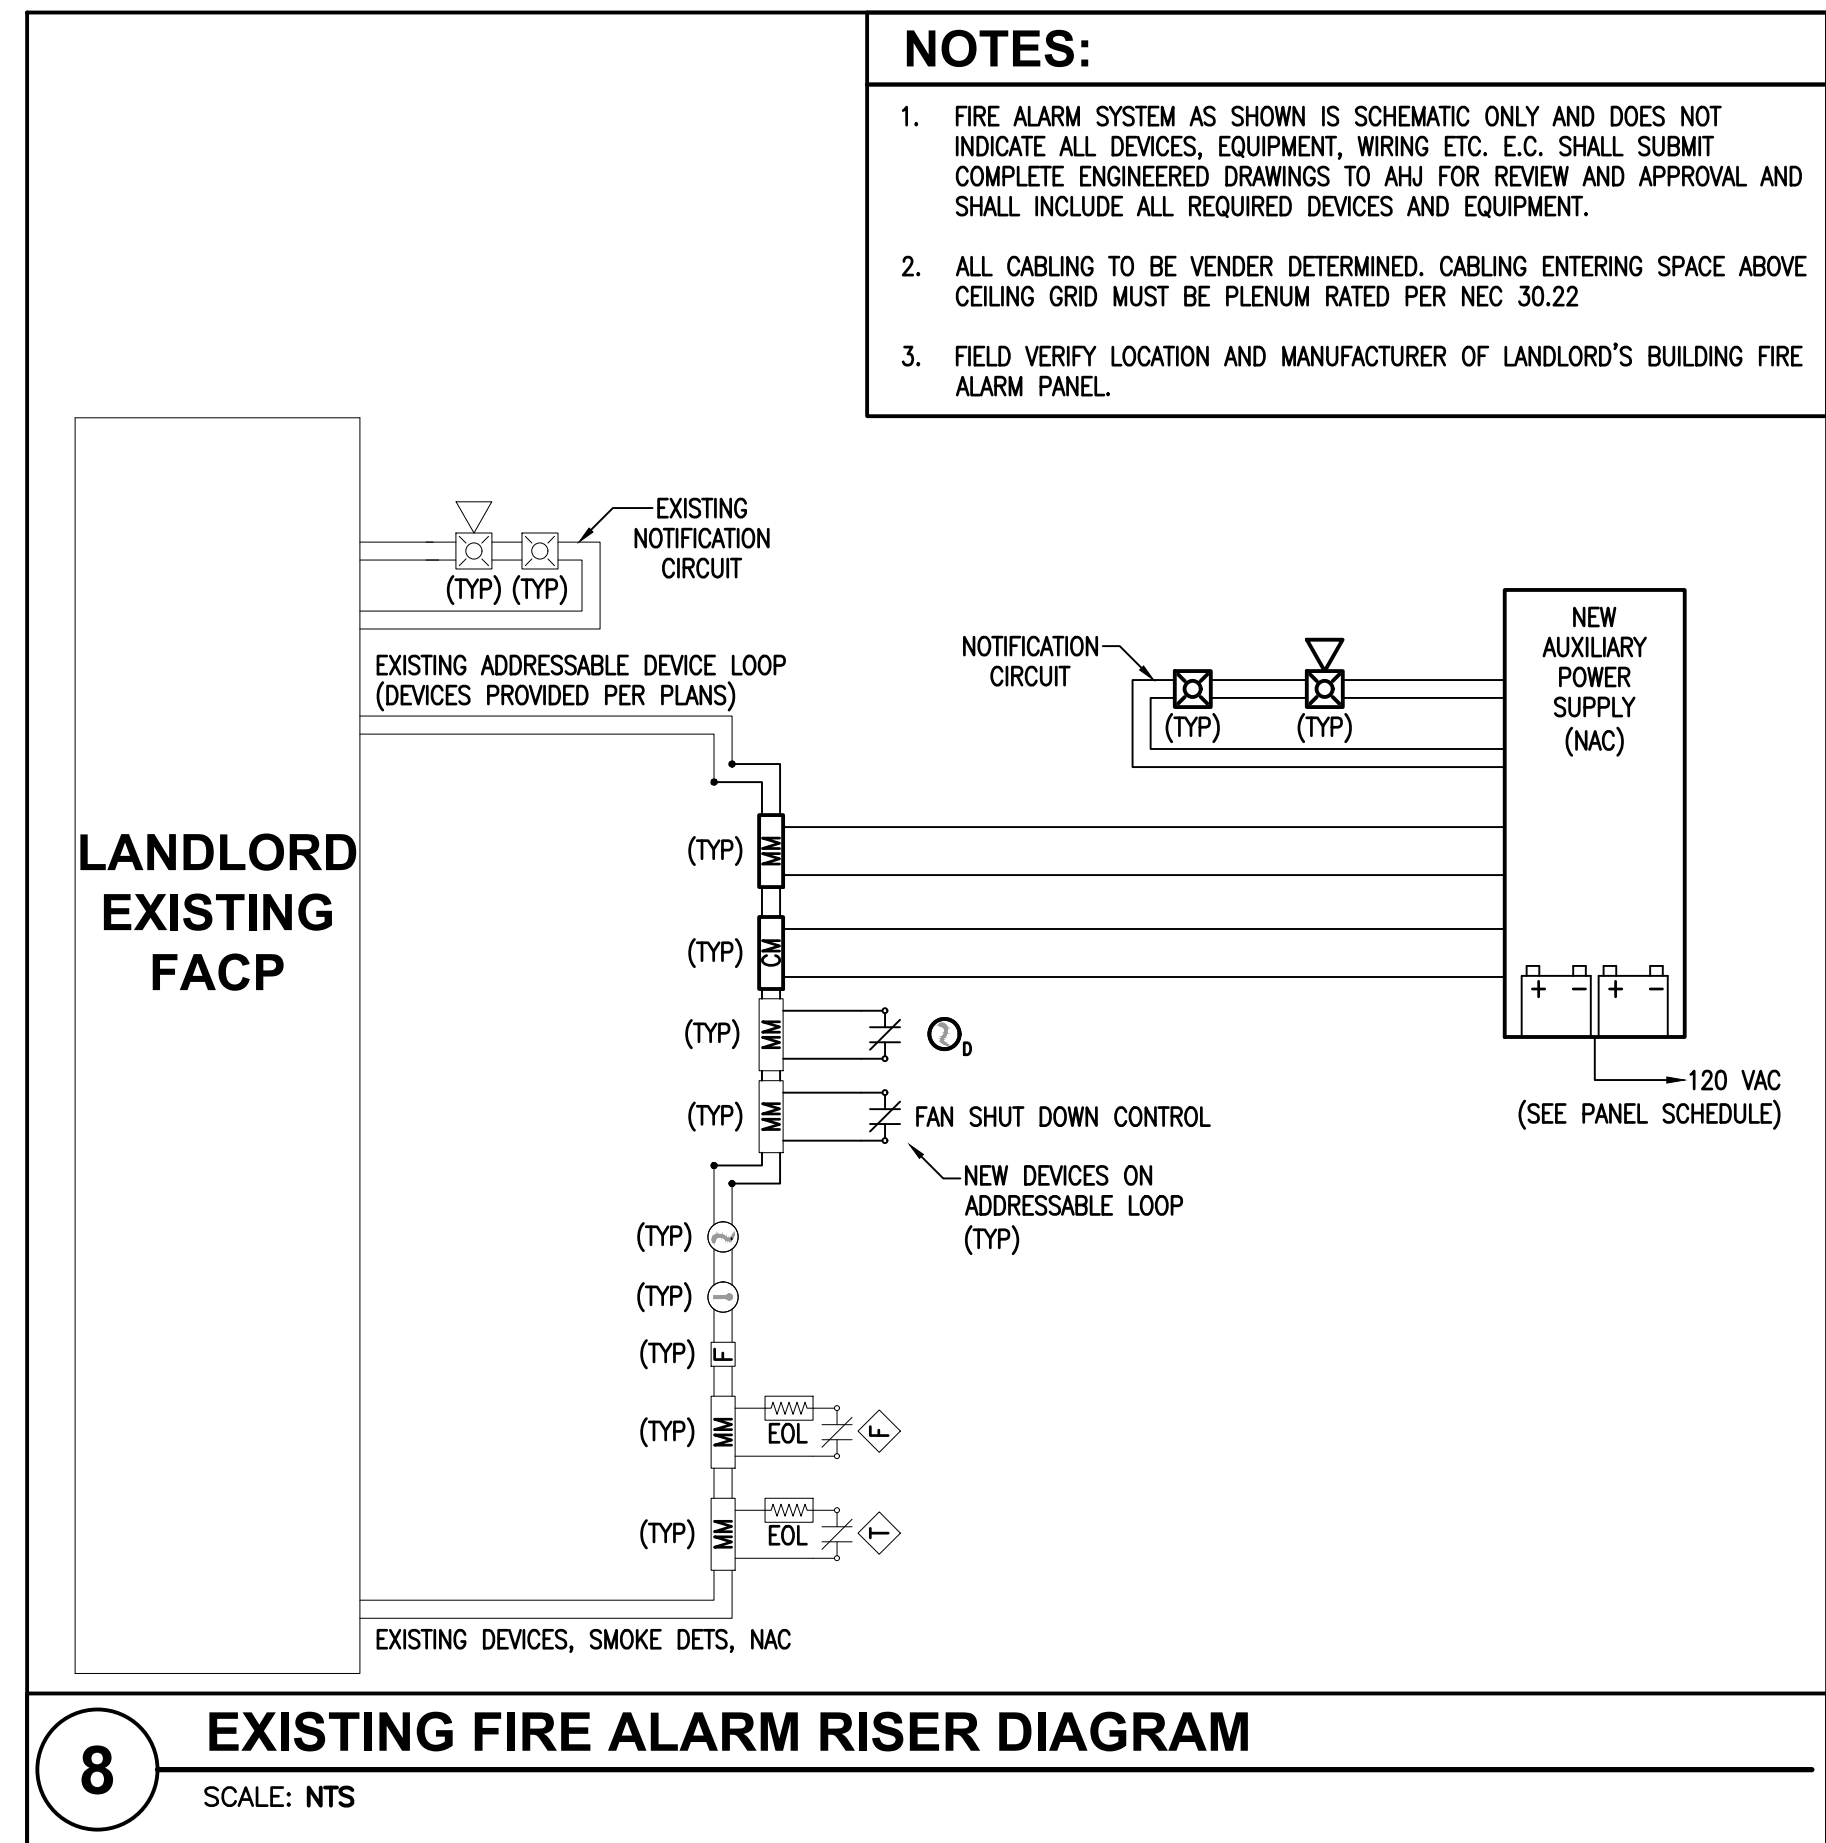 NOTES:
1. FIRE ALARM SYSTEM AS SHOWN IS SCHEMATIC ONLY AND DOES NOT
INDICATE ALL DEVICES, EQUIPMENT, WIRING ETC. E.C. SHALL SUBMIT
COMPLETE ENGINEERED DRAWINGS TO AHJ FOR REVIEW AND APPROVAL AND
SHALL INCLUDE ALL REQUIRED DEVICES AND EQUIPMENT.
2. ALL CABLING TO BE VENDER DETERMINED. CABLING ENTERING SPACE ABOVE
CEILING GRID MUST BE PLENUM RATED PER NEC 30.22
3. FIELD VERIFY LOCATION AND MANUFACTURER OF LANDLORD'S BUILDING FIRE
ALARM PANEL.
LANDLORD
EXISTING
FACP
EXISTING
NOTIFICATION
CIRCUIT
(TYP) (TYP)
EXISTING ADDRESSABLE DEVICE LOOP
(DEVICES PROVIDED PER PLANS)
NOTIFICATION
CIRCUIT
(TYP) (TYP)
NEW
AUXILIARY
POWER
SUPPLY
(NAC)
+ − + −
120 VAC
(SEE PANEL SCHEDULE)
(TYP) MM
(TYP) CM
(TYP) MM D
(TYP) MM FAN SHUT DOWN CONTROL
NEW DEVICES ON
ADDRESSABLE LOOP
(TYP)
(TYP)
(TYP)
(TYP) F
(TYP) MM EOL F
(TYP) MM EOL T
EXISTING DEVICES, SMOKE DETS, NAC
8
EXISTING FIRE ALARM RISER DIAGRAM
SCALE: NTS